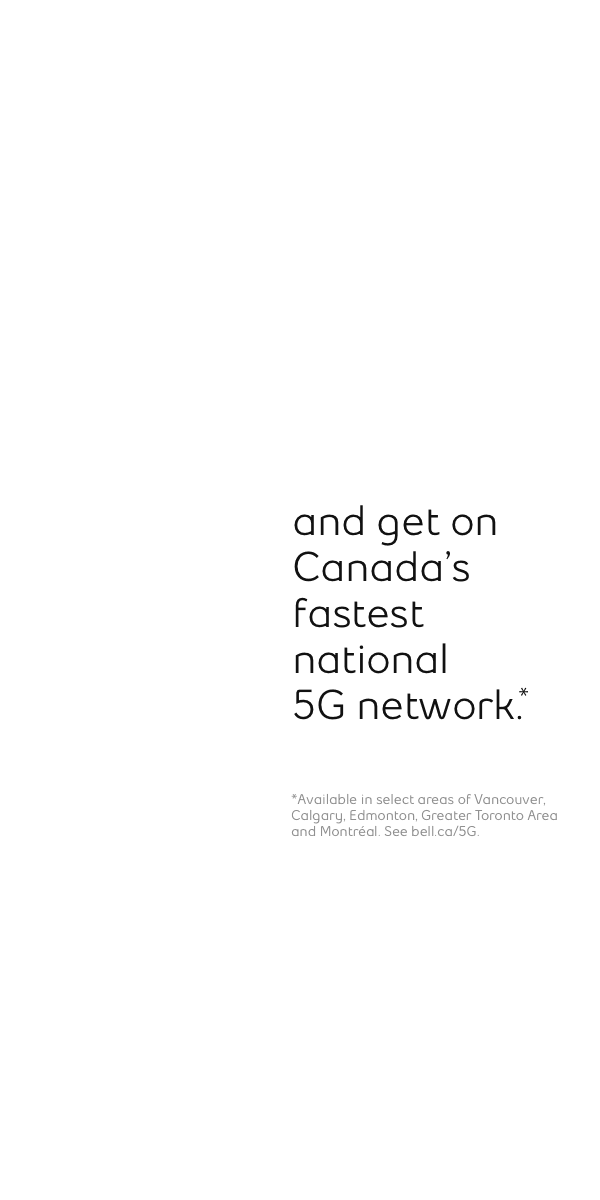 and get on
Canada’s
fastest
national
5G network.*
*Available in select areas of Vancouver,
Calgary, Edmonton, Greater Toronto Area
and Montréal. See bell.ca/5G.